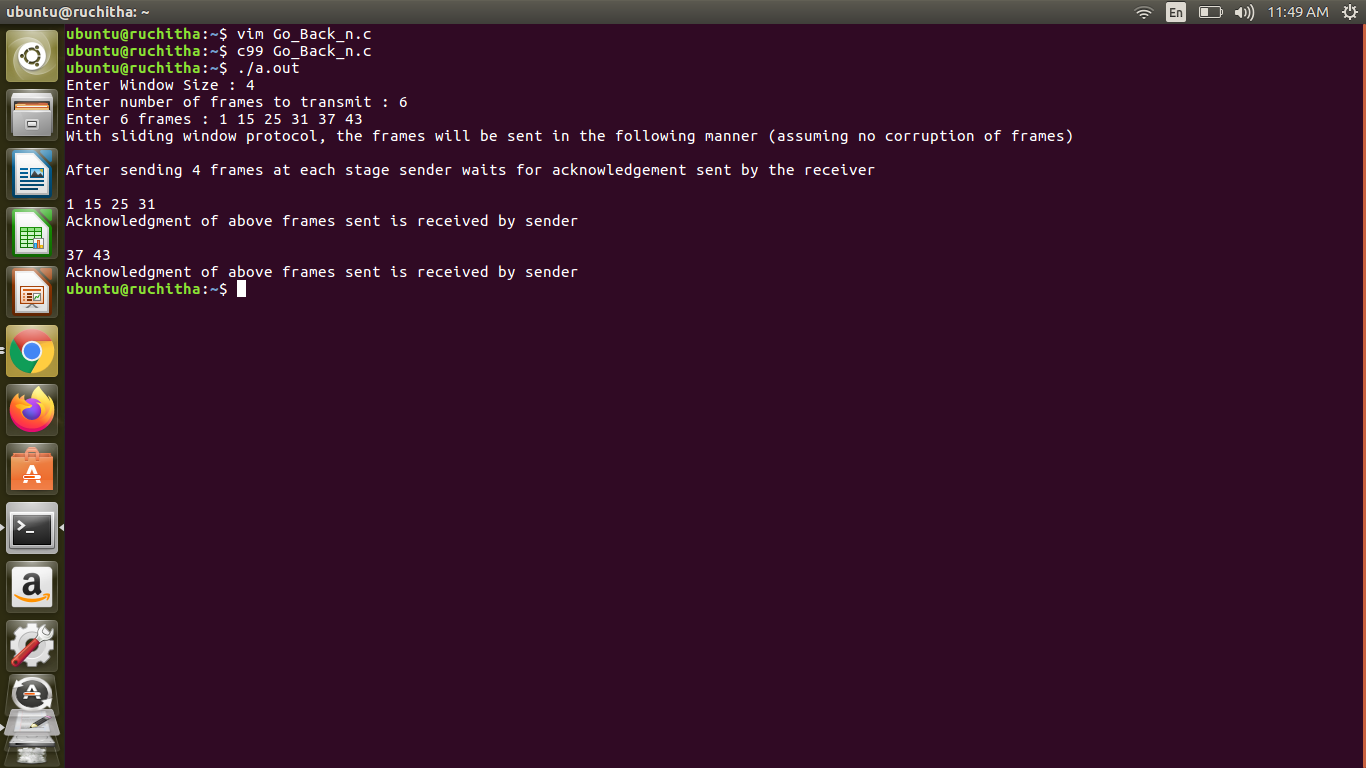 ubuntu@ruchitha: ~
En
11:49 AM
ubuntu@ruchitha:~$ vim Go_Back_n.c
ubuntu@ruchitha:~$ c99 Go_Back_n.c
ubuntu@ruchitha:~$ ./a.out
Enter Window Size : 4
Enter number of frames to transmit : 6
Enter 6 frames : 1 15 25 31 37 43
With sliding window protocol, the frames will be sent in the following manner (assuming no corruption of frames)
After sending 4 frames at each stage sender waits for acknowledgement sent by the receiver
1 15 25 31
Acknowledgment of above frames sent is received by sender
37 43
Acknowledgment of above frames sent is received by sender
ubuntu@ruchitha:~$